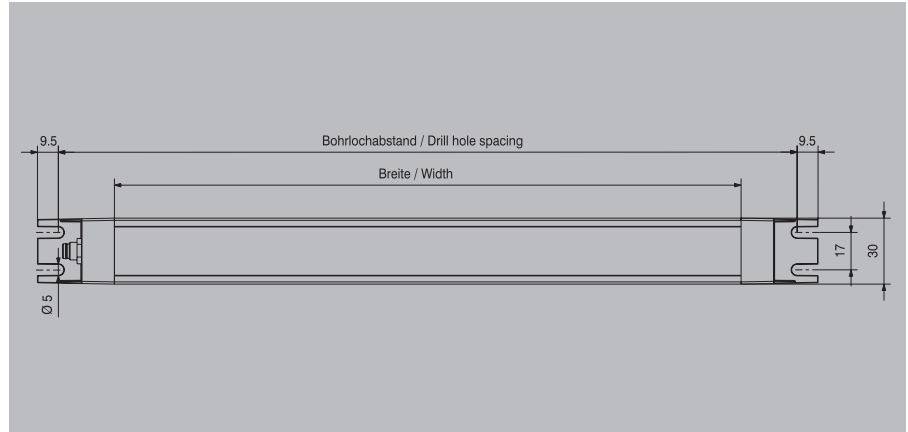 9.5
Bohrlochabstand / Drill hole spacing
9.5
Breite / Width
17
30
Ø 5